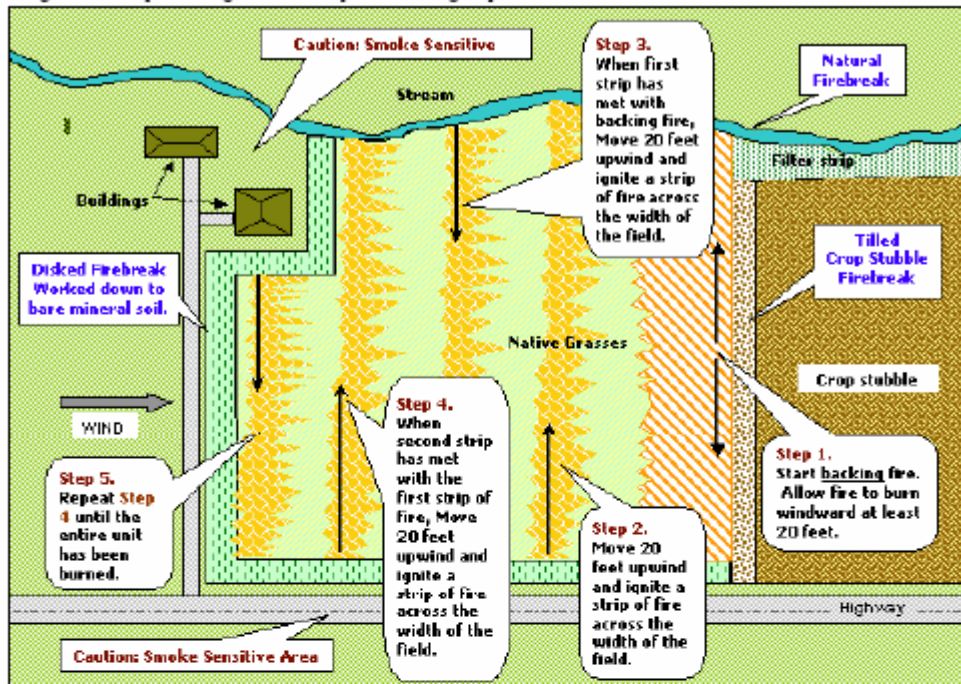 Caution: Smoke Sensitive
Step 3.
When first
strip has
met with
backing fire,
Move 20 feet
upwind and
ignite a strip
of fire across
the width of
the field.
Natural
Firebreak
Stream
Filter strip
Buildings
Disked Firebreak
Worked down to
bare mineral soil.
Tilled
Crop Stubble
Firebreak
Native Grasses
Crop stubble
WIND
Step 4.
When
second strip
has met
with the
first strip of
fire, Move
20 feet
upwind and
ignite a
strip of fire
across the
width of the
field.
Step 1.
Start backing fire.
Allow fire to burn
windward at least
20 feet.
Step 5.
Repeat Step
4 until the
entire unit
has been
burned.
Step 2.
Move 20
feet upwind
and ignite a
strip of fire
across the
width of the
field.
Highway
Caution: Smoke Sensitive Area